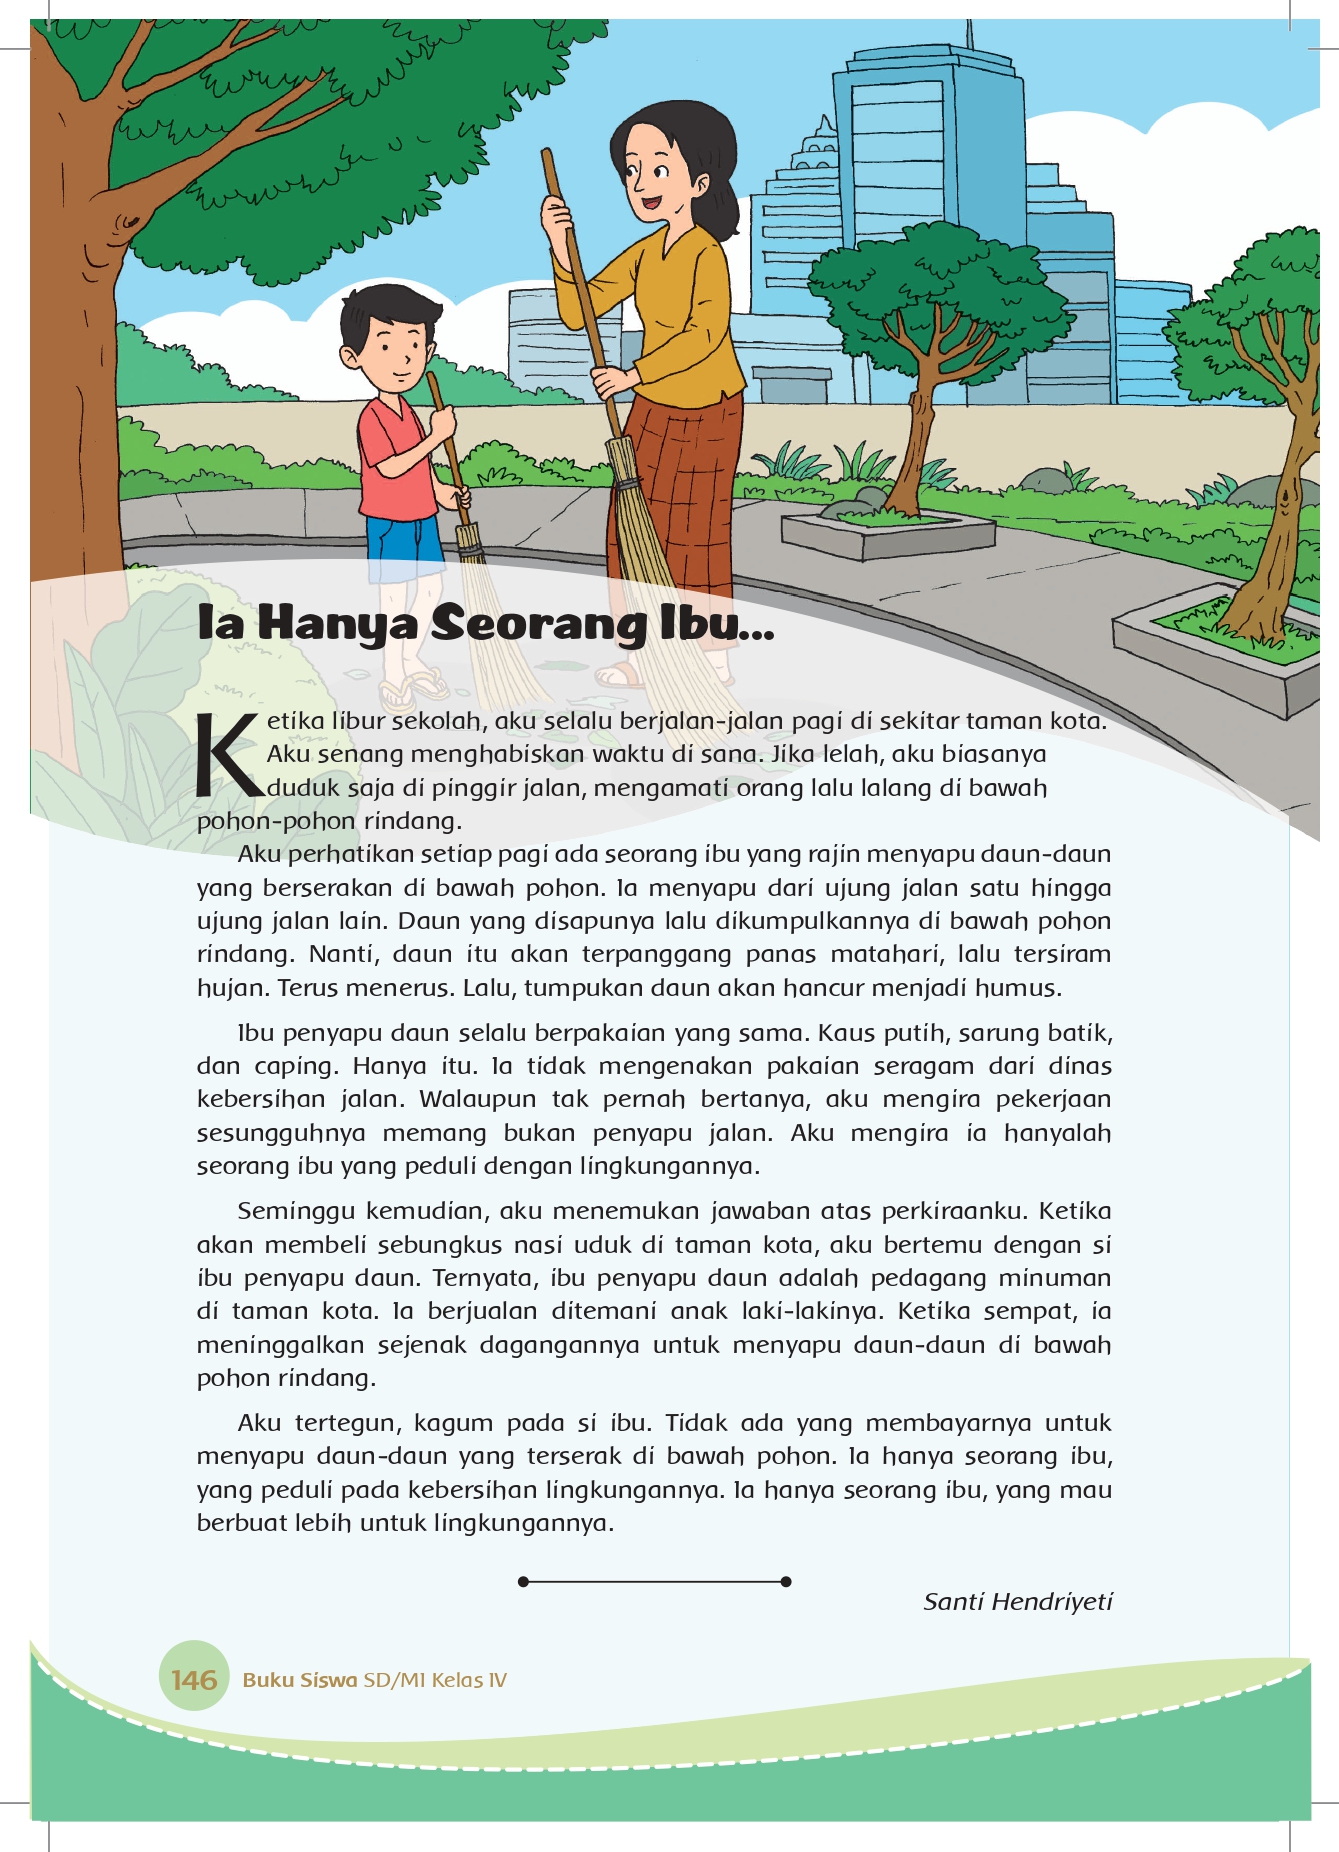 Ia Hanya Seorang Ibu...
Ketika libur sekolah, aku selalu berjalan-jalan pagi di sekitar taman kota.
Aku senang menghabiskan waktu di sana. Jika lelah, aku biasanya
duduk saja di pinggir jalan, mengamati orang lalu lalang di bawah
pohon-pohon rindang.
Aku perhatikan setiap pagi ada seorang ibu yang rajin menyapu daun-daun
yang berserakan di bawah pohon. Ia menyapu dari ujung jalan satu hingga
ujung jalan lain. Daun yang disapunya lalu dikumpulkannya di bawah pohon
rindang. Nanti, daun itu akan terpanggang panas matahari, lalu tersiram
hujan. Terus menerus. Lalu, tumpukan daun akan hancur menjadi humus.
Ibu penyapu daun selalu berpakaian yang sama. Kaus putih, sarung batik,
dan caping. Hanya itu. Ia tidak mengenakan pakaian seragam dari dinas
kebersihan jalan. Walaupun tak pernah bertanya, aku mengira pekerjaan
sesungguhnya memang bukan penyapu jalan. Aku mengira ia hanyalah
seorang ibu yang peduli dengan lingkungannya.
Seminggu kemudian, aku menemukan jawaban atas perkiraanku. Ketika
akan membeli sebungkus nasi uduk di taman kota, aku bertemu dengan si
ibu penyapu daun. Ternyata, ibu penyapu daun adalah pedagang minuman
di taman kota. Ia berjualan ditemani anak laki-lakinya. Ketika sempat, ia
meninggalkan sejenak dagangannya untuk menyapu daun-daun di bawah
pohon rindang.
Aku tertegun, kagum pada si ibu. Tidak ada yang membayarnya untuk
menyapu daun-daun yang terserak di bawah pohon. Ia hanya seorang ibu,
yang peduli pada kebersihan lingkungannya. Ia hanya seorang ibu, yang mau
berbuat lebih untuk lingkungannya.
Santi Hendriyeti
146 Buku Siswa SD/MI Kelas IV